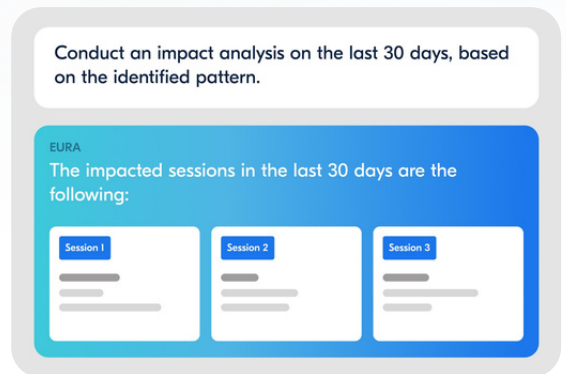 Conduct an impact analysis on the last 30 days, based
on the identified pattern.
EURA
The impacted sessions in the last 30 days are the
following:
Session 1
Session 2
Session 3